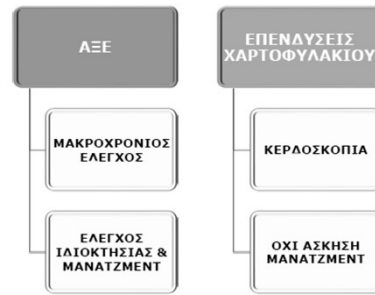 ΑΞΕ
ΜΑΚΡΟΧΡΟΝΙΟΣ
ΕΛΕΓΧΟΣ
ΕΛΕΓΧΟΣ
ΙΔΙΟΚΤΗΣΙΑΣ &
ΜΑΝΑΤΖΜΕΝΤ
ΕΠΕΝΔΥΣΕΙΣ
ΧΑΡΤΟΦΥΛΑΚΙΟΥ
ΚΕΡΔΟΣΚΟΠΙΑ
ΟΧΙ ΑΣΚΗΣΗ
ΜΑΝΑΤΖΜΕΝΤ